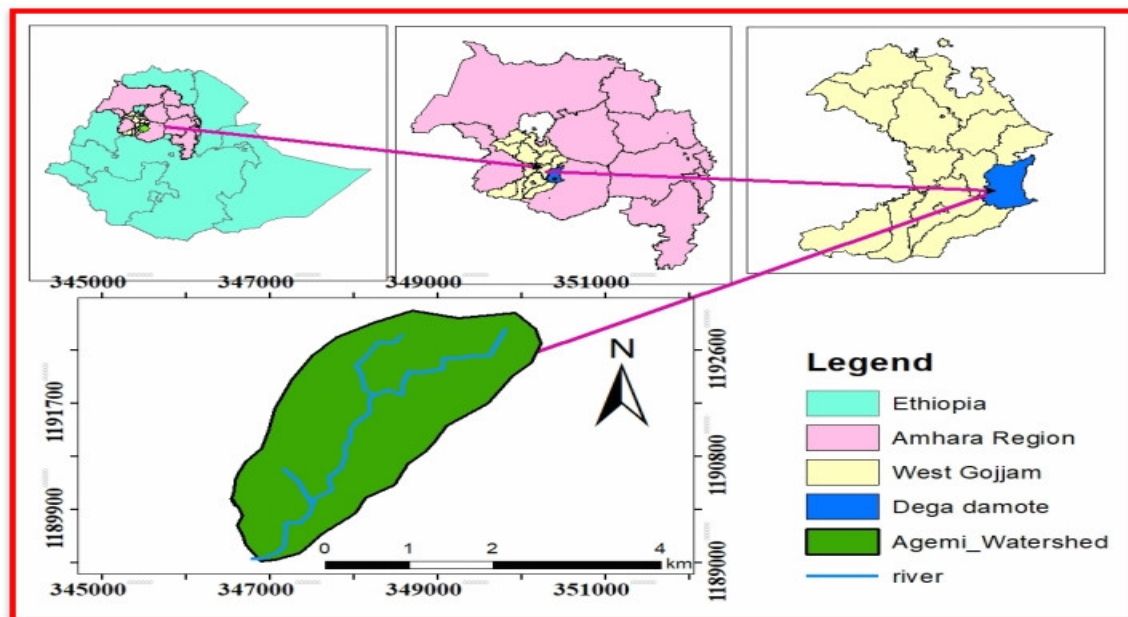 345000 347000 349000 351000
1192600
1191700
1190800
1189900
1189000
N
0 1 2 4
km
345000 347000 349000 351000
Legend
Ethiopia
Amhara Region
West Gojjam
Dega damote
Agemi_Watershed
river